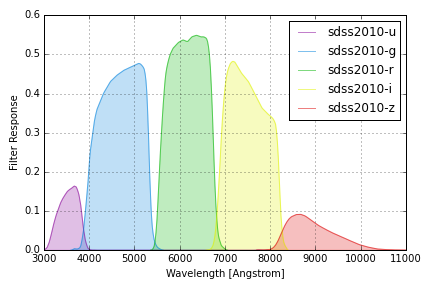 0.6
0.5
0.4
0.3
0.2
0.1
0.0
Filter Response
sdss2010-u
sdss2010-g
sdss2010-r
sdss2010-i
sdss2010-z
3000 4000 5000 6000 7000 8000 9000 10000 11000
Wavelength [Angstrom]